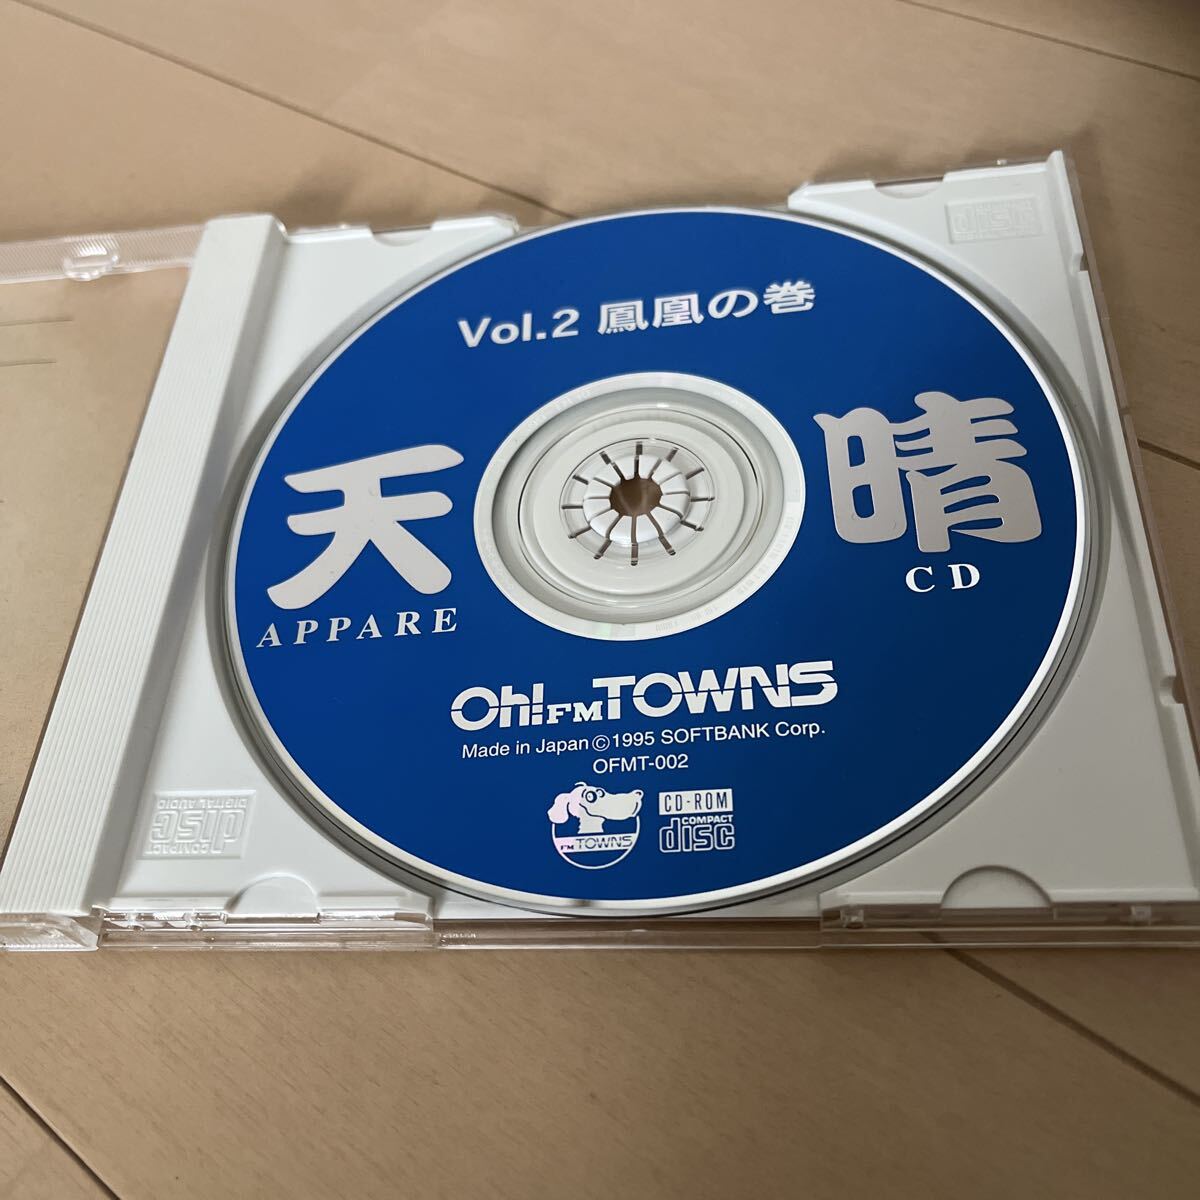 Vol.2 鳳凰の巻
天晴
APPARE CD
Oh!FM TOWNS
Made in Japan ©1995 SOFTBANK Corp.
OFMT-002
FM TOWNS
CD-ROM
COMPACT
disc
disc
COMPACT
disc
DIGITAL AUDIO